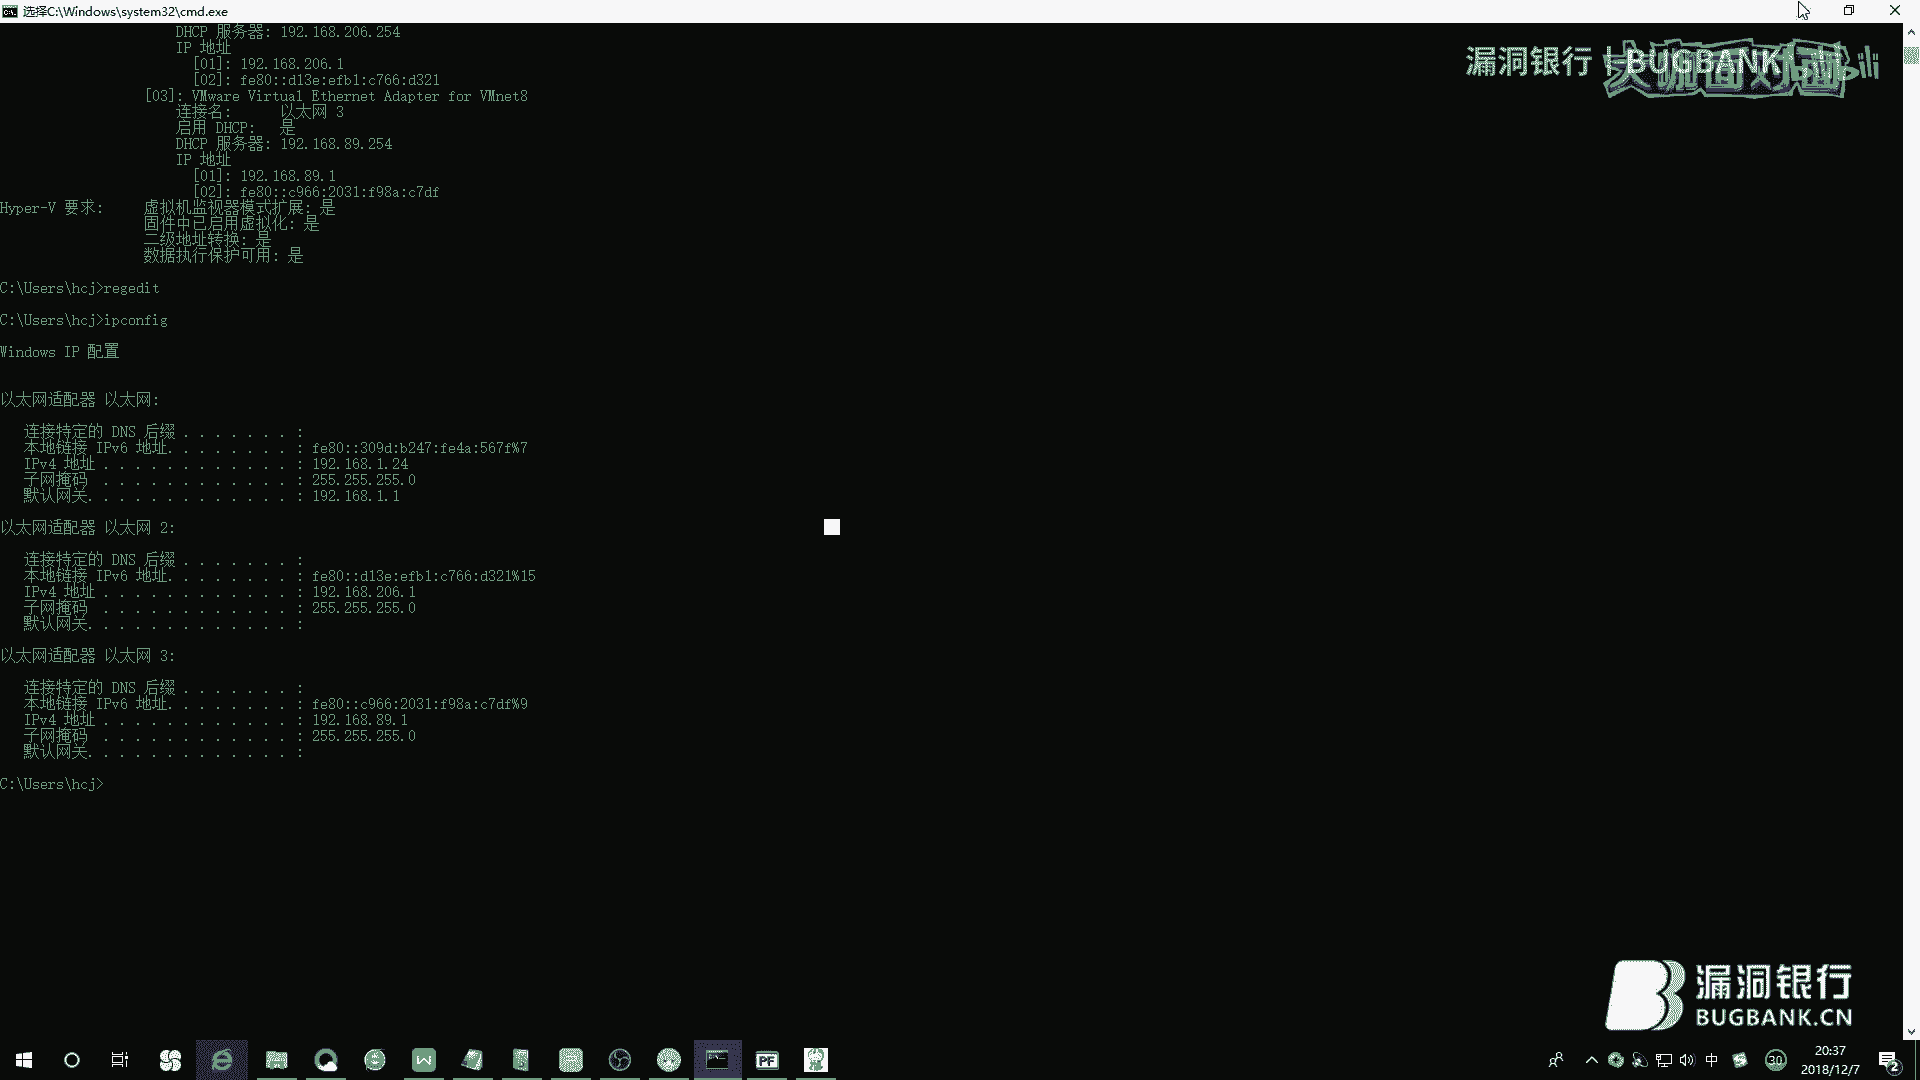 选择C:\Windows\system32\cmd.exe
DHCP 服务器: 192.168.206.254
IP 地址
[01]: 192.168.206.1
[02]: fe80::d13e:efb1:c766:d321
[03]: VMware Virtual Ethernet Adapter for VMnet8
连接名: 以太网 3
启用 DHCP: 是
DHCP 服务器: 192.168.89.254
IP 地址
[01]: 192.168.89.1
[02]: fe80::c966:2031:f98a:c7df
Hyper-V 要求: 虚拟机监视器模式扩展: 是
固件中已启用虚拟化: 是
二级地址转换: 是
数据执行保护可用: 是
C:\Users\hcj>regedit
C:\Users\hcj>ipconfig
Windows IP 配置
以太网适配器 以太网:
连接特定的 DNS 后缀 . . . . . . . :
本地链接 IPv6 地址. . . . . . . . : fe80::309d:b247:fe4a:567f%7
IPv4 地址 . . . . . . . . . . . . : 192.168.1.24
子网掩码 . . . . . . . . . . . . : 255.255.255.0
默认网关. . . . . . . . . . . . . : 192.168.1.1
以太网适配器 以太网 2:
连接特定的 DNS 后缀 . . . . . . . :
本地链接 IPv6 地址. . . . . . . . : fe80::d13e:efb1:c766:d321%15
IPv4 地址 . . . . . . . . . . . . : 192.168.206.1
子网掩码 . . . . . . . . . . . . : 255.255.255.0
默认网关. . . . . . . . . . . . . :
以太网适配器 以太网 3:
连接特定的 DNS 后缀 . . . . . . . :
本地链接 IPv6 地址. . . . . . . . : fe80::c966:2031:f98a:c7df%9
IPv4 地址 . . . . . . . . . . . . : 192.168.89.1
子网掩码 . . . . . . . . . . . . : 255.255.255.0
默认网关. . . . . . . . . . . . . :
C:\Users\hcj>
漏洞银行 | BUGBANK
大咖面对面
漏洞银行
BUGBANK.CN
PF
中
30
20:37
2018/12/7
2